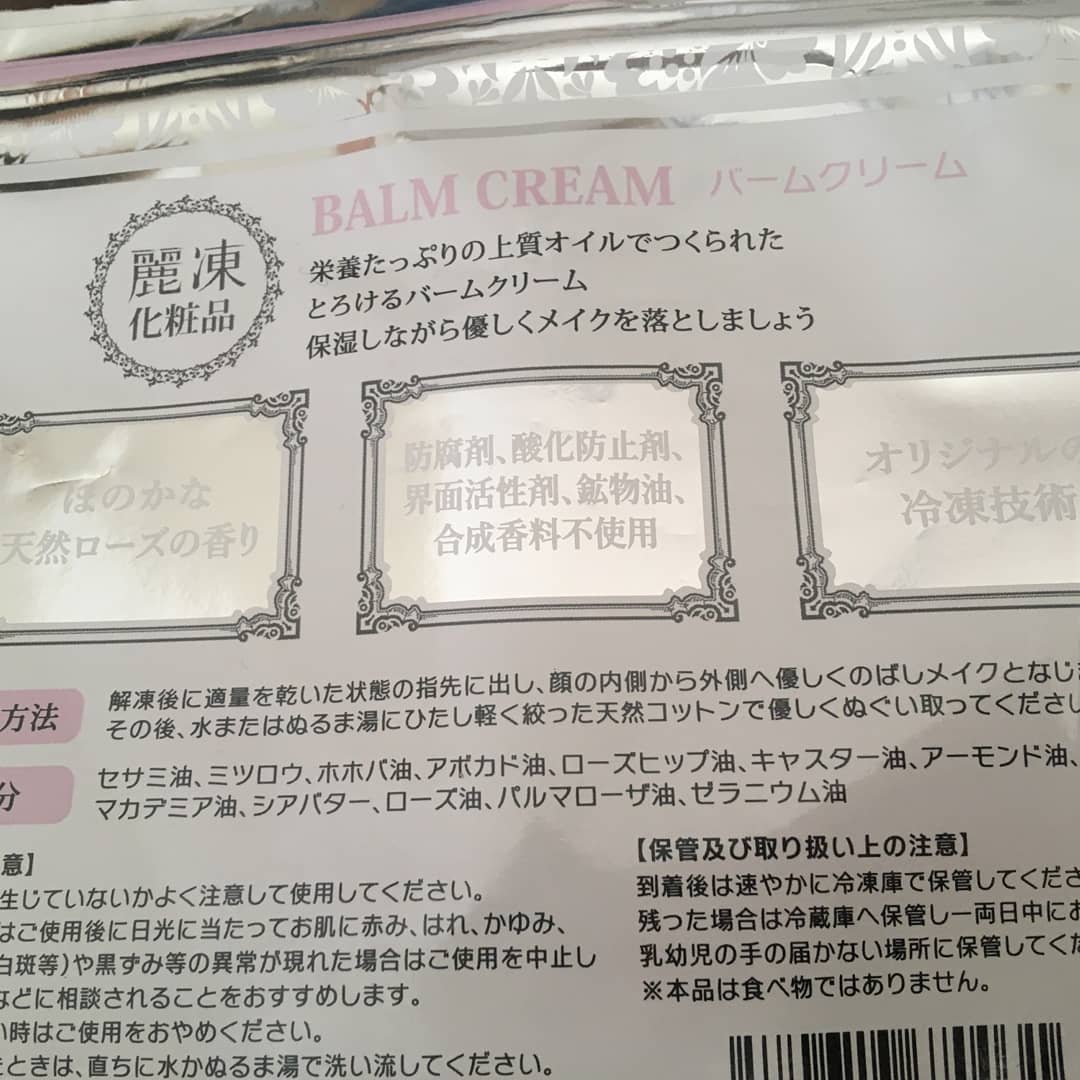 BALM CREAM バームクリーム
麗凍
化粧品
栄養たっぷりの上質オイルでつくられた
とろけるバームクリーム
保湿しながら優しくメイクを落としましょう
ほのかな
天然ローズの香り
防腐剤、酸化防止剤、
界面活性剤、鉱物油、
合成香料不使用
オリジナルの
冷凍技術
方法
解凍後に適量を乾いた状態の指先に出し、顔の内側から外側へ優しくのばしメイクとなじ
その後、水またはぬるま湯にひたし軽く絞った天然コットンで優しくぬぐい取ってくださ
分
セサミ油、ミツロウ、ホホバ油、アボカド油、ローズヒップ油、キャスター油、アーモンド油、
マカデミア油、シアバター、ローズ油、パルマローザ油、ゼラニウム油
意】
生じていないかよく注意して使用してください。
はご使用後に日光に当たってお肌に赤み、はれ、かゆみ、
白斑等)や黒ずみ等の異常が現れた場合はご使用を中止し
などに相談されることをおすすめします。
い時はご使用をおやめください。
ときは、直ちに水かぬるま湯で洗い流してください。
【保管及び取り扱い上の注意】
到着後は速やかに冷凍庫で保管してくださ
残った場合は冷蔵庫へ保管し一両日中にお
乳幼児の手の届かない場所に保管してくだ
※本品は食べ物ではありません。